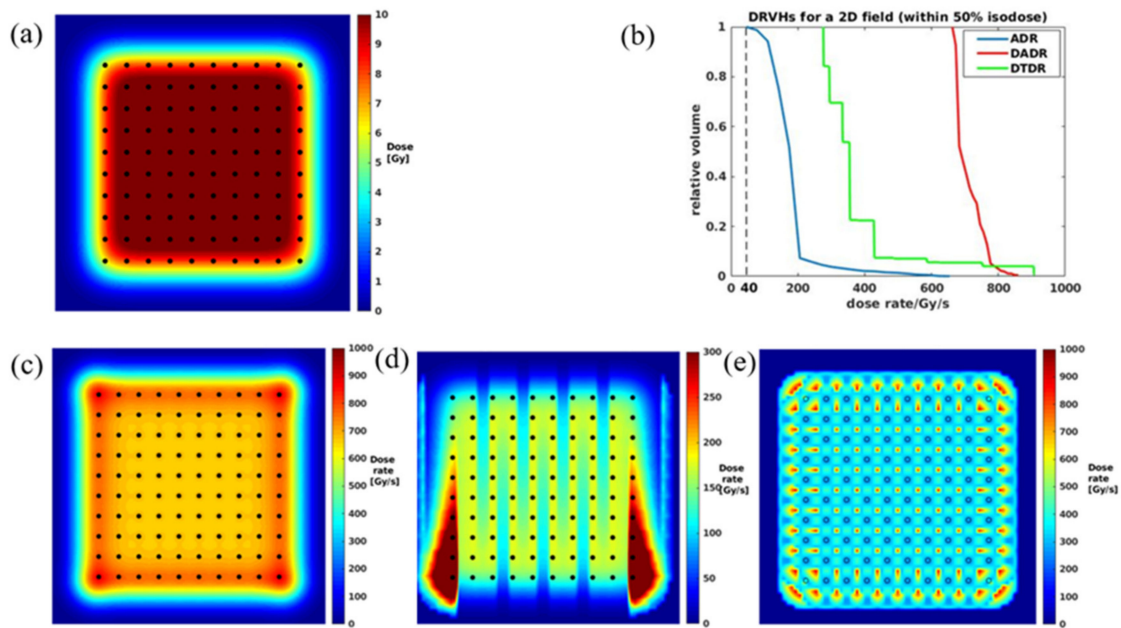 (a)
10
9
8
7
6
5
4
3
2
1
0
Dose
[Gy]
(b)
DRVHs for a 2D field (within 50% isodose)
ADR
DADR
DTDR
1
0.8
0.6
0.4
0.2
0
relative volume
0 40 200 400 600 800 1000
dose rate/Gy/s
(c)
1000
900
800
700
600
500
400
300
200
100
0
Dose
rate
[Gy/s]
(d)
300
250
200
150
100
50
0
Dose
rate
[Gy/s]
(e)
1000
900
800
700
600
500
400
300
200
100
0
Dose
rate
[Gy/s]